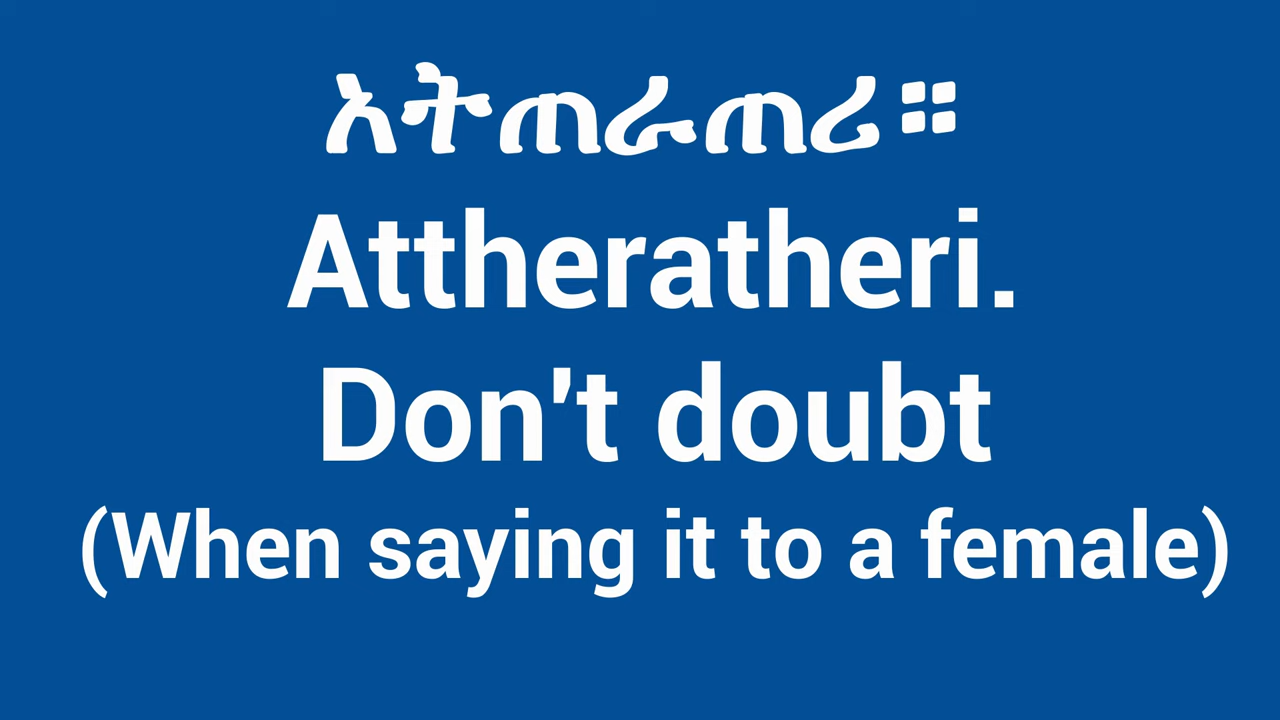 አትጠራጠሪ።
Attheratheri.
Don't doubt
(When saying it to a female)